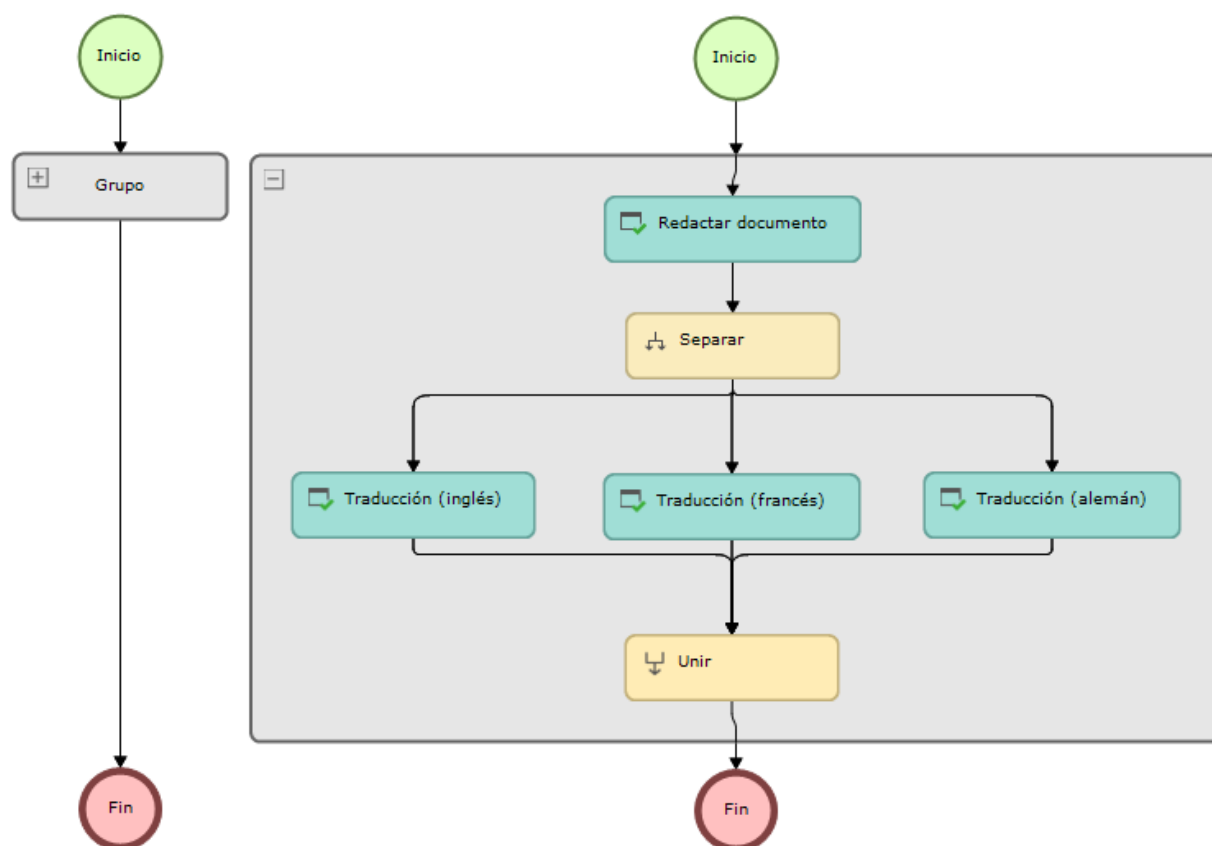 Inicio
Grupo
Fin
Inicio
Redactar documento
Separar
Traducción (inglés)
Traducción (francés)
Traducción (alemán)
Unir
Fin